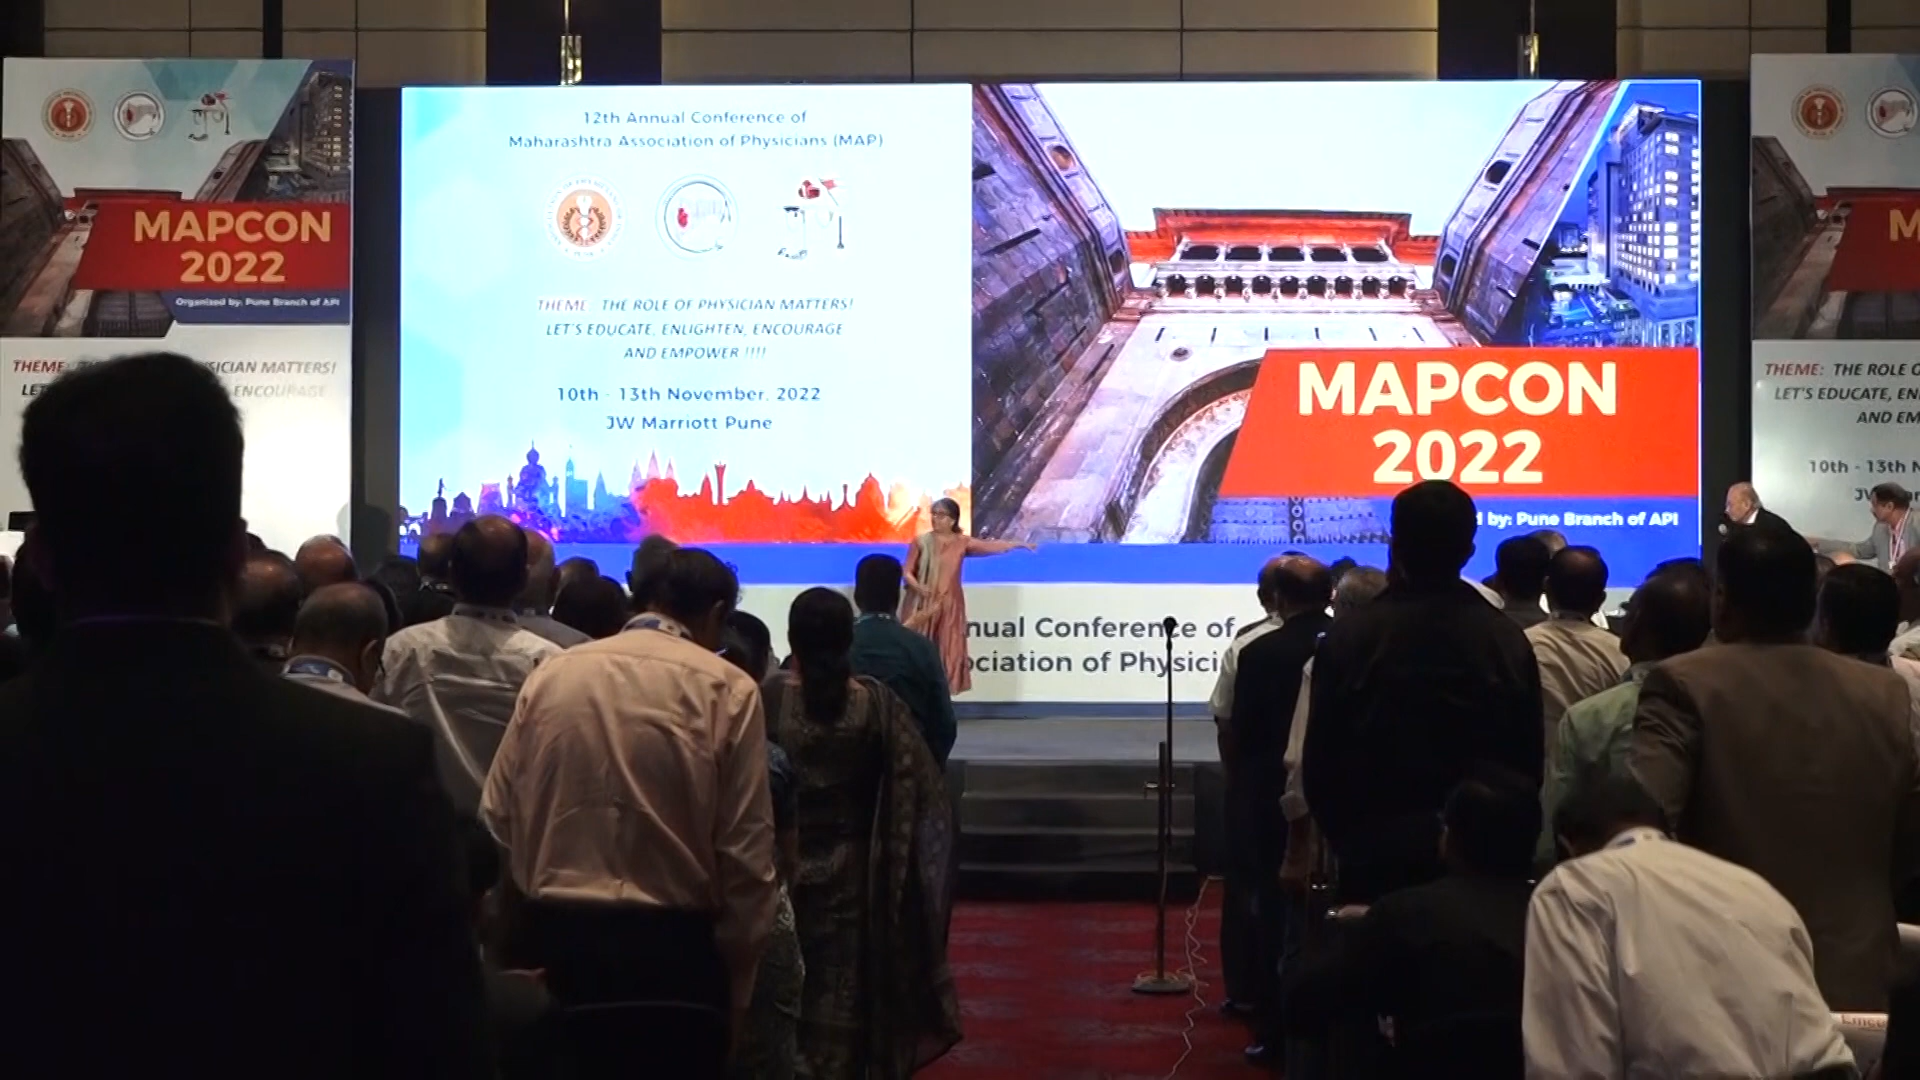 MAPCON
2022
Organised by: Pune Branch of API
THEME:
SICIAN MATTERS!
ENCOURAGE
12th Annual Conference of
Maharashtra Association of Physicians (MAP)
THEME: THE ROLE OF PHYSICIAN MATTERS!
LET'S EDUCATE, ENLIGHTEN, ENCOURAGE
AND EMPOWER !!!!
10th - 13th November, 2022
JW Marriott Pune
MAPCON
2022
d by: Pune Branch of API
nual Conference of
ociation of Physici
M
THEME: THE ROLE O
LET'S EDUCATE, EN
AND EM
10th - 13th N